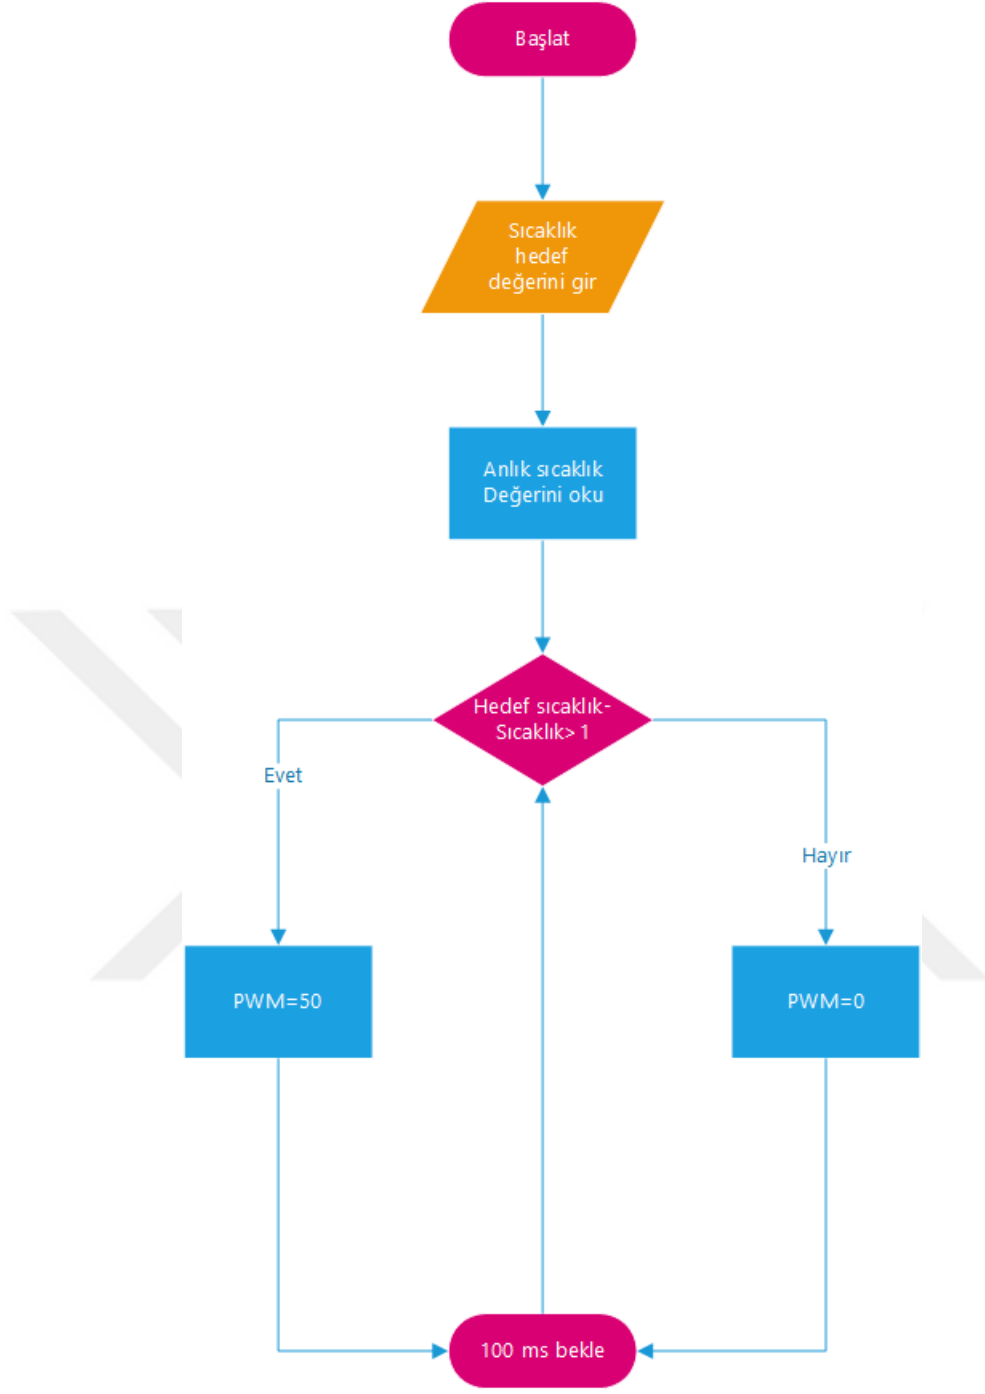 Başlat
Sıcaklık
hedef
değerini gir
Anlık sıcaklık
Değerini oku
Hedef sıcaklık-
Sıcaklık>1
Evet
Hayır
PWM=50
PWM=0
100 ms bekle